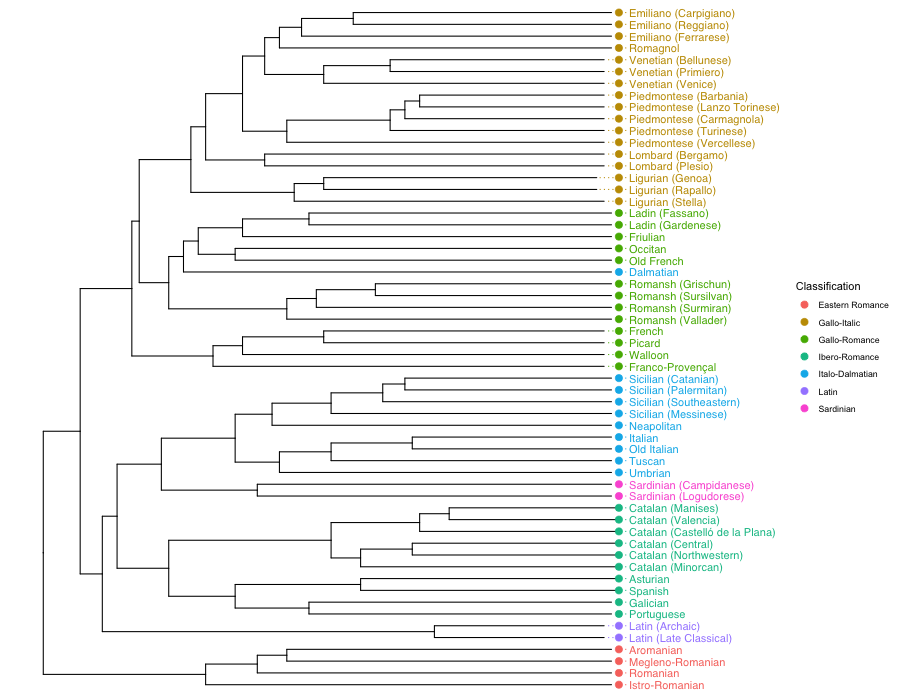 Emiliano (Carpigiano)
Emiliano (Reggiano)
Emiliano (Ferrarese)
Romagnol
Venetian (Bellunese)
Venetian (Primiero)
Venetian (Venice)
Piedmontese (Barbania)
Piedmontese (Lanzo Torinese)
Piedmontese (Carmagnola)
Piedmontese (Turinese)
Piedmontese (Vercellese)
Lombard (Bergamo)
Lombard (Plesio)
Ligurian (Genoa)
Ligurian (Rapallo)
Ligurian (Stella)
Ladin (Fassano)
Ladin (Gardenese)
Friulian
Occitan
Old French
Dalmatian
Romansh (Grischun)
Romansh (Sursilvan)
Romansh (Surmiran)
Romansh (Vallader)
French
Picard
Walloon
Franco-Provençal
Sicilian (Catanian)
Sicilian (Palermitan)
Sicilian (Southeastern)
Sicilian (Messinese)
Neapolitan
Italian
Old Italian
Tuscan
Umbrian
Sardinian (Campidanese)
Sardinian (Logudorese)
Catalan (Manises)
Catalan (Valencia)
Catalan (Castelló de la Plana)
Catalan (Central)
Catalan (Northwestern)
Catalan (Minorcan)
Asturian
Spanish
Galician
Portuguese
Latin (Archaic)
Latin (Late Classical)
Aromanian
Megleno-Romanian
Romanian
Istro-Romanian
Classification
Eastern Romance
Gallo-Italic
Gallo-Romance
Ibero-Romance
Italo-Dalmatian
Latin
Sardinian